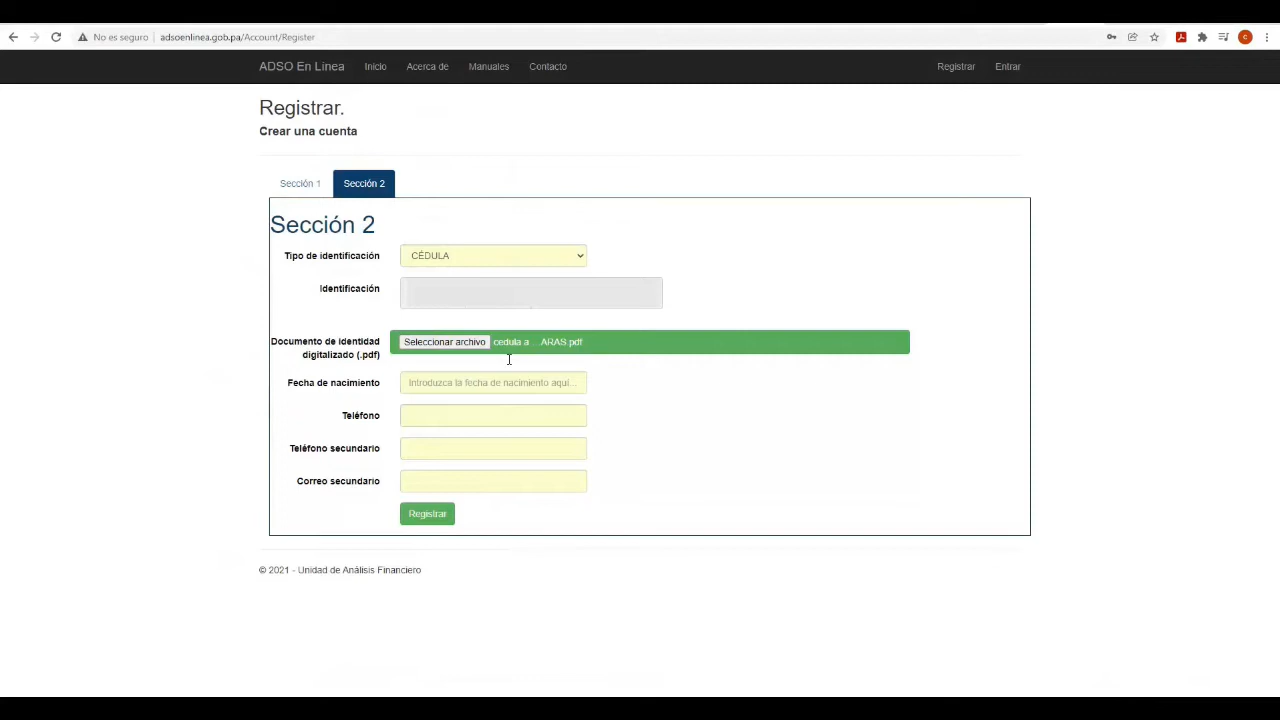 No es seguro adsoenlinea.gob.pa/Account/Register
ADSO En Linea Inicio Acerca de Manuales Contacto Registrar Entrar
Registrar.
Crear una cuenta
Sección 1 Sección 2
Sección 2
Tipo de identificación CÉDULA
Identificación
Documento de identidad digitalizado (.pdf) Seleccionar archivo cedula a ... ARAS.pdf
Fecha de nacimiento Introduzca la fecha de nacimiento aquí...
Teléfono
Teléfono secundario
Correo secundario
Registrar
© 2021 - Unidad de Análisis Financiero